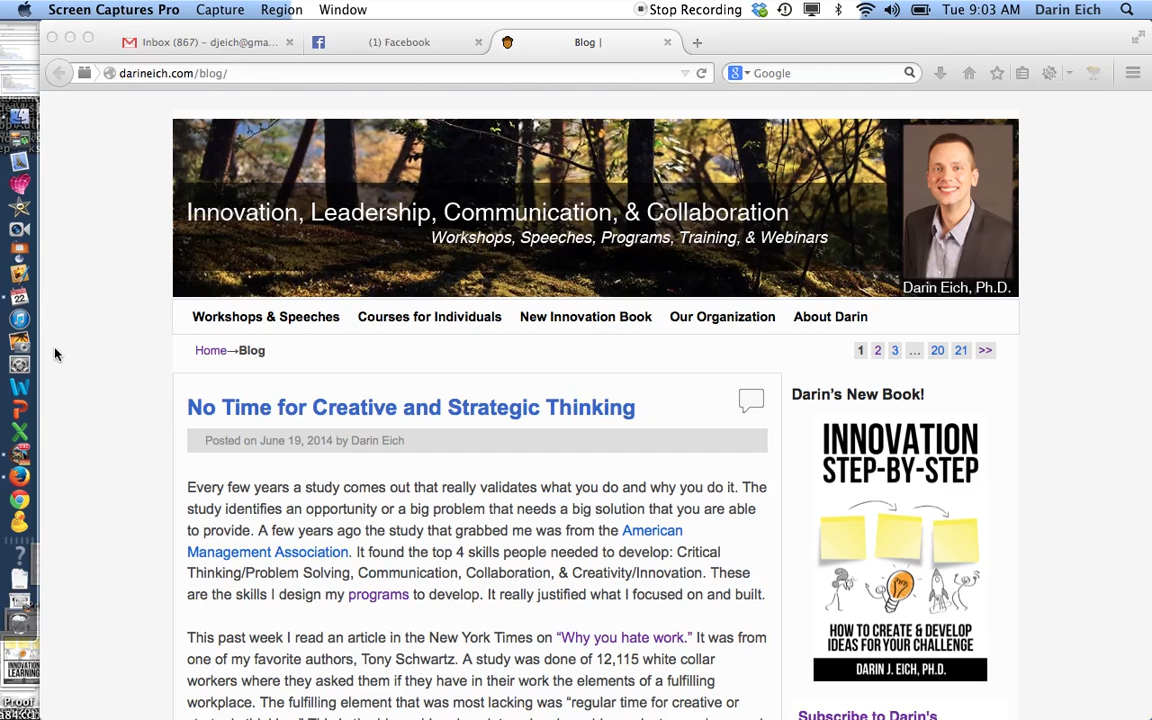 Screen Captures Pro Capture Region Window Stop Recording Tue 9:03 AM Darin Eich
Inbox (867) – djeich@gma... (1) Facebook Blog |
darineich.com/blog/ Google
Innovation, Leadership, Communication, & Collaboration
Workshops, Speeches, Programs, Training, & Webinars
Darin Eich, Ph.D.
Workshops & Speeches Courses for Individuals New Innovation Book Our Organization About Darin
Home→Blog 1 2 3 ... 20 21 >>
No Time for Creative and Strategic Thinking
Posted on June 19, 2014 by Darin Eich
Every few years a study comes out that really validates what you do and why you do it. The
study identifies an opportunity or a big problem that needs a big solution that you are able
to provide. A few years ago the study that grabbed me was from the American
Management Association. It found the top 4 skills people needed to develop: Critical
Thinking/Problem Solving, Communication, Collaboration, & Creativity/Innovation. These
are the skills I design my programs to develop. It really justified what I focused on and built.
This past week I read an article in the New York Times on “Why you hate work.” It was from
one of my favorite authors, Tony Schwartz. A study was done of 12,115 white collar
workers where they asked them if they have in their work the elements of a fulfilling
workplace. The fulfilling element that was most lacking was “regular time for creative or
Darin's New Book!
INNOVATION
STEP-BY-STEP
HOW TO CREATE & DEVELOP
IDEAS FOR YOUR CHALLENGE
DARIN J. EICH, PH.D.
Subscribe to Darin's
22
INNOVATION
LEARNING
Proof